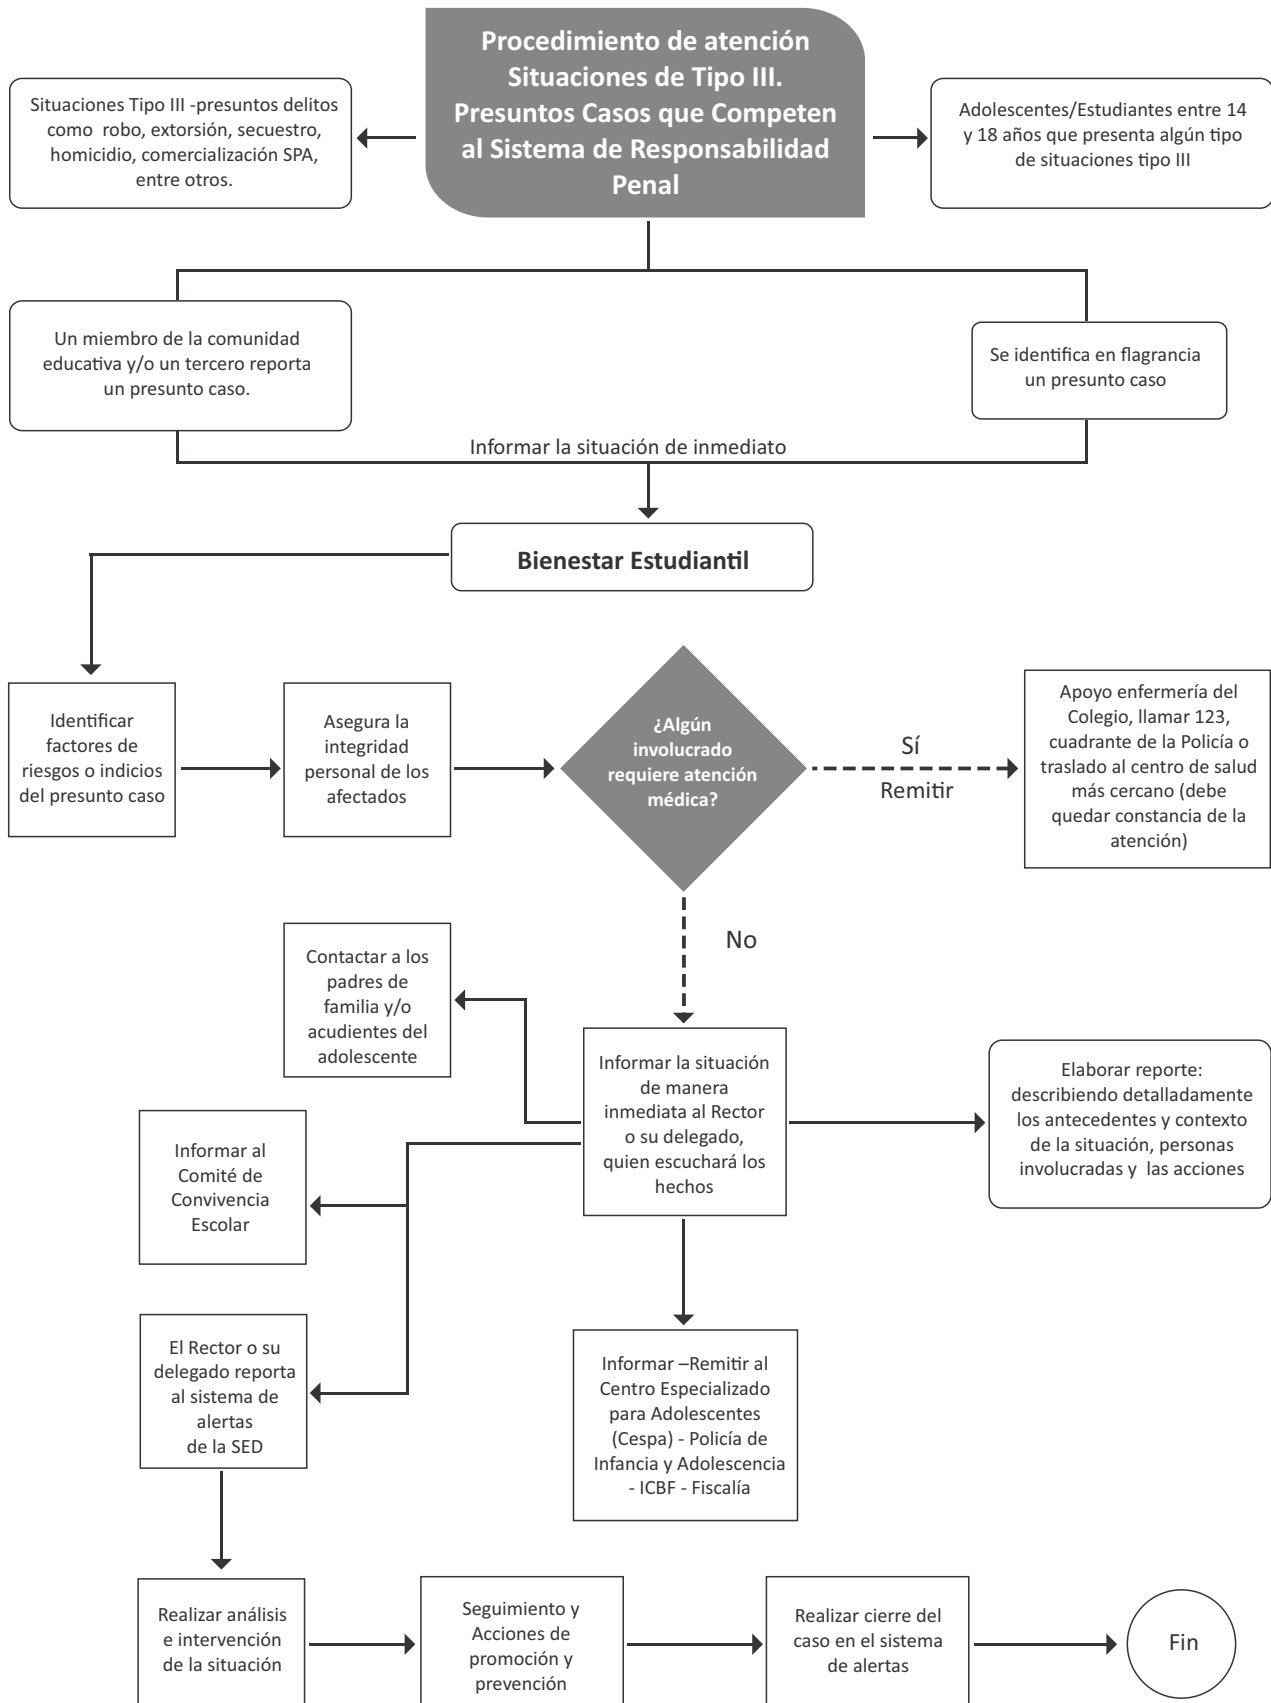 Procedimiento de atención
Situaciones de Tipo III.
Presuntos Casos que Competen
al Sistema de Responsabilidad
Penal
Situaciones Tipo III -presuntos delitos
como robo, extorsión, secuestro,
homicidio, comercialización SPA,
entre otros.
Adolescentes/Estudiantes entre 14
y 18 años que presenta algún tipo
de situaciones tipo III
Un miembro de la comunidad
educativa y/o un tercero reporta
un presunto caso.
Se identifica en flagrancia
un presunto caso
Informar la situación de inmediato
Bienestar Estudiantil
Identificar
factores de
riesgos o indicios
del presunto caso
Asegura la
integridad
personal de los
afectados
¿Algún
involucrado
requiere atención
médica?
Sí
Remitir
Apoyo enfermería del
Colegio, llamar 123,
cuadrante de la Policía o
traslado al centro de salud
más cercano (debe
quedar constancia de la
atención)
No
Contactar a los
padres de
familia y/o
acudientes del
adolescente
Informar la situación
de manera
inmediata al Rector
o su delegado,
quien escuchará los
hechos
Elaborar reporte:
describiendo detalladamente
los antecedentes y contexto
de la situación, personas
involucradas y las acciones
Informar al
Comité de
Convivencia
Escolar
El Rector o su
delegado reporta
al sistema de
alertas
de la SED
Informar –Remitir al
Centro Especializado
para Adolescentes
(Cespa) - Policía de
Infancia y Adolescencia
- ICBF - Fiscalía
Realizar análisis
e intervención
de la situación
Seguimiento y
Acciones de
promoción y
prevención
Realizar cierre del
caso en el sistema
de alertas
Fin